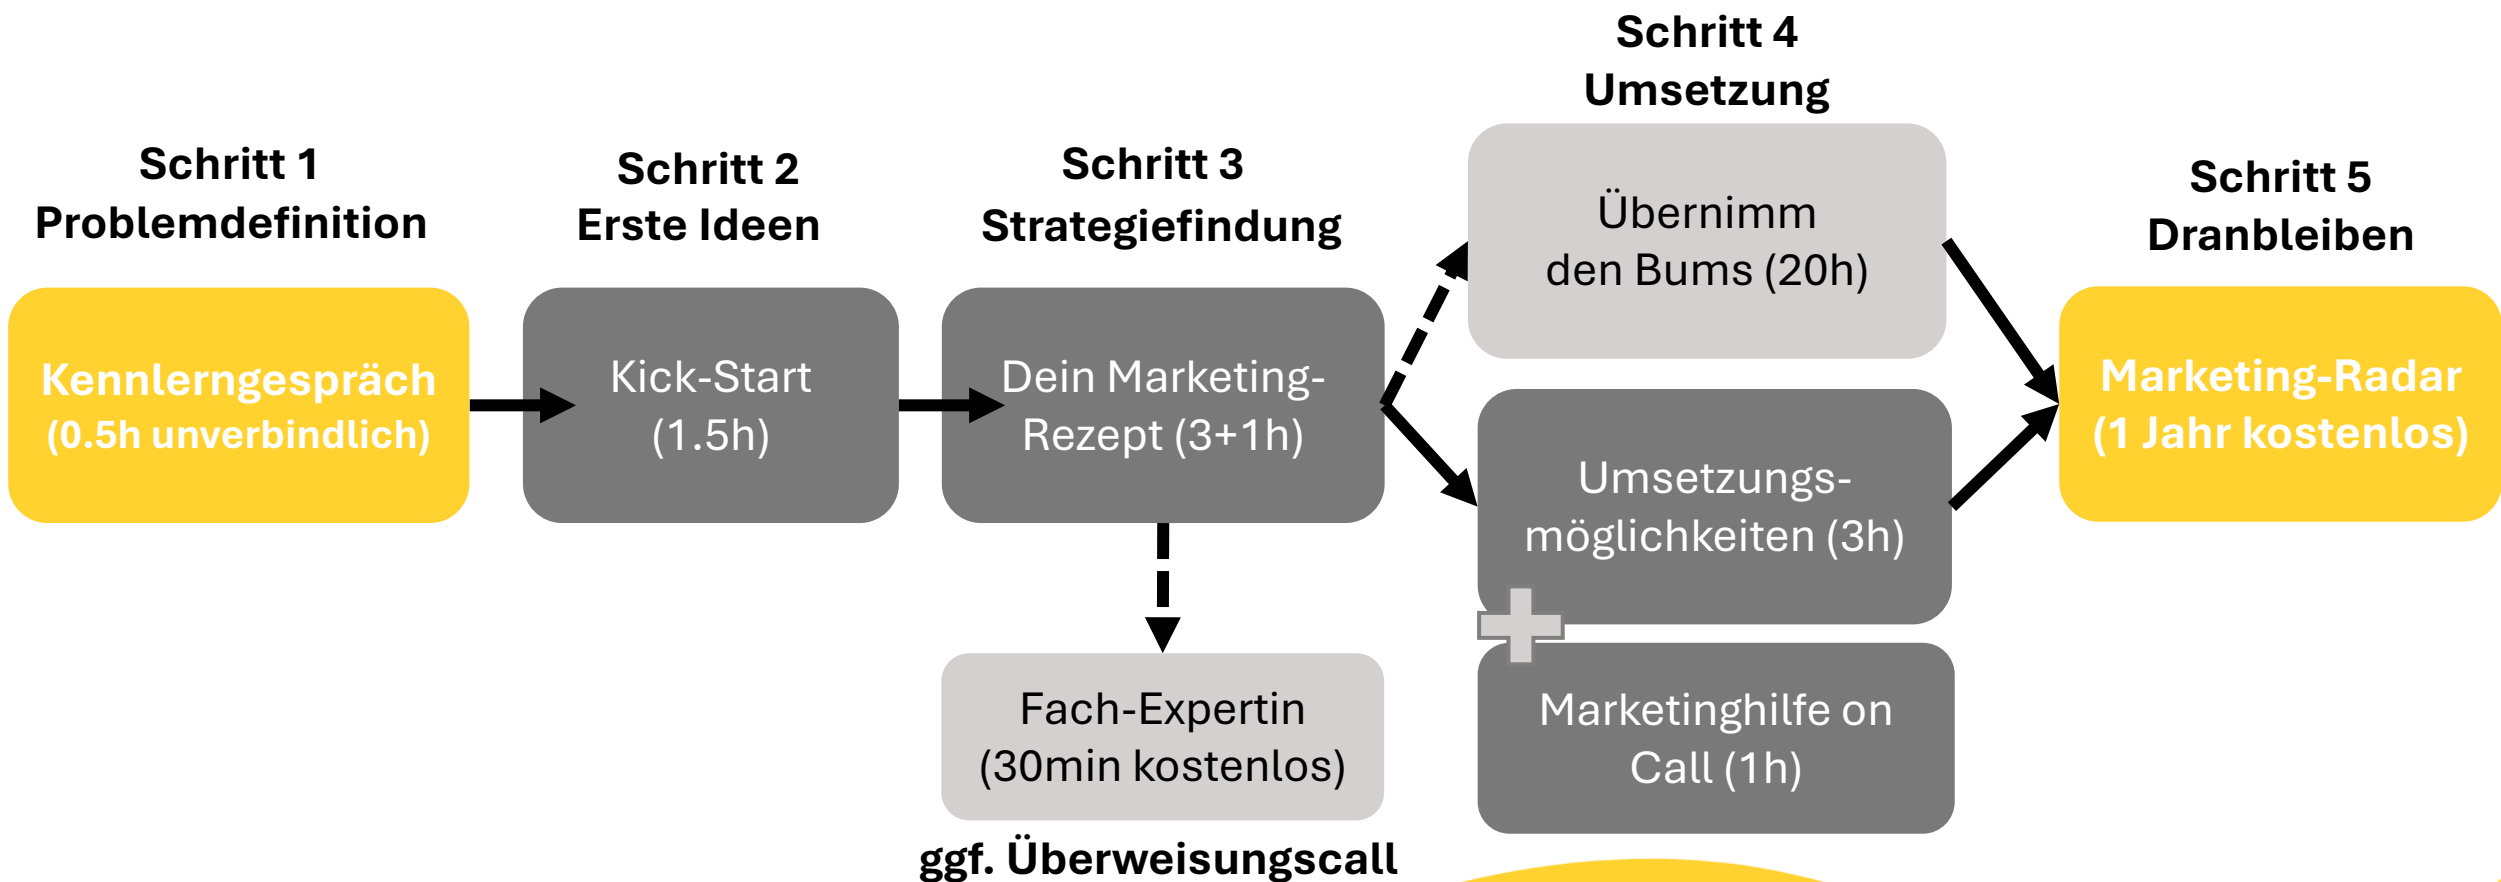 Schritt 1
Problemdefinition
Kennlerngespräch
(0.5h unverbindlich)
Schritt 2
Erste Ideen
Kick-Start
(1.5h)
Schritt 3
Strategiefindung
Dein Marketing-
Rezept (3+1h)
Fach-Expertin
(30min kostenlos)
ggf. Überweisungscall
Schritt 4
Umsetzung
Übernimm
den Bums (20h)
Umsetzungs-
möglichkeiten (3h)
Marketinghilfe on
Call (1h)
Schritt 5
Dranbleiben
Marketing-Radar
(1 Jahr kostenlos)